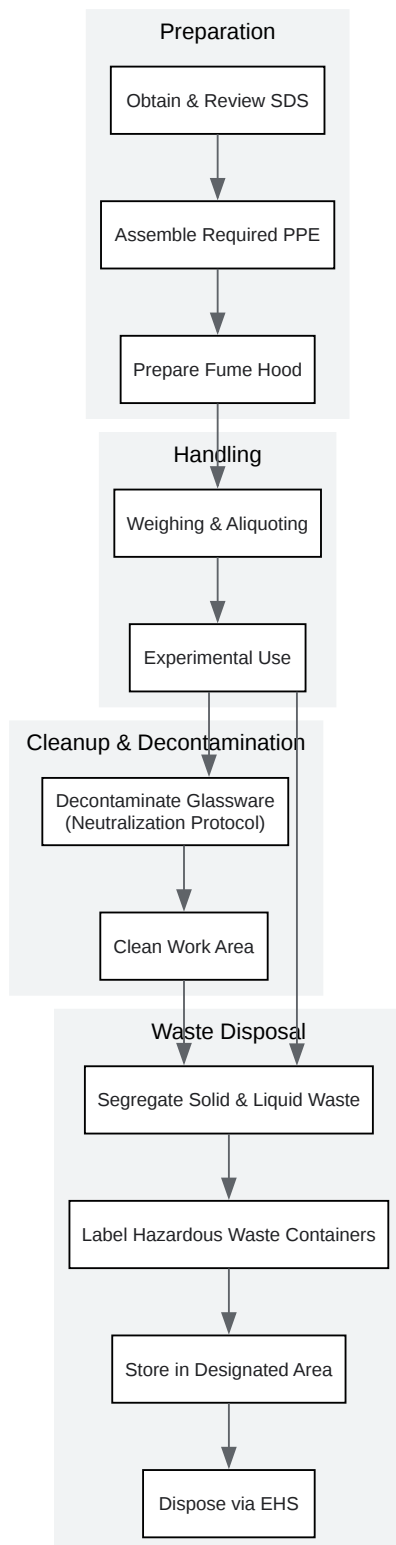 Preparation
Obtain & Review SDS
Assemble Required PPE
Prepare Fume Hood
Handling
Weighing & Aliquoting
Experimental Use
Cleanup & Decontamination
Decontaminate Glassware
(Neutralization Protocol)
Clean Work Area
Waste Disposal
Segregate Solid & Liquid Waste
Label Hazardous Waste Containers
Store in Designated Area
Dispose via EHS